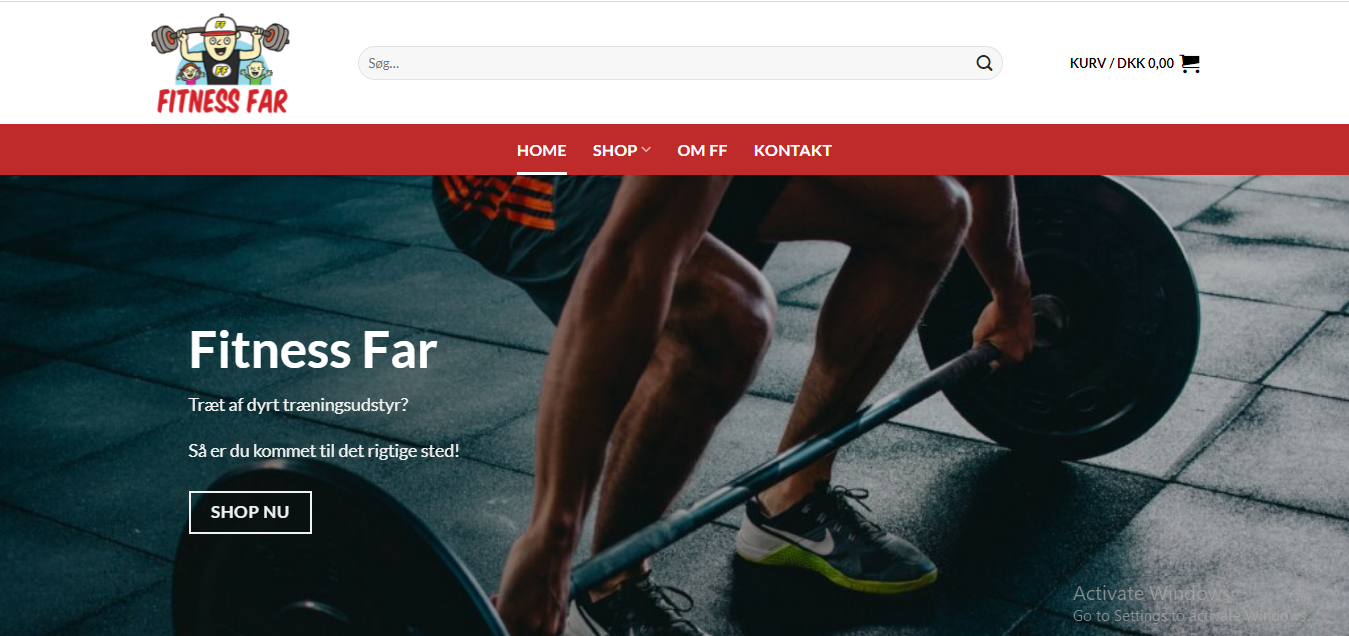 FF
FF
FITNESS FAR
Søg...
KURV / DKK 0,00
HOME
SHOP
OM FF
KONTAKT
Fitness Far
Træt af dyrt træningsudstyr?
Så er du kommet til det rigtige sted!
SHOP NU
Activate Windows
Go to Settings to activate Windows.